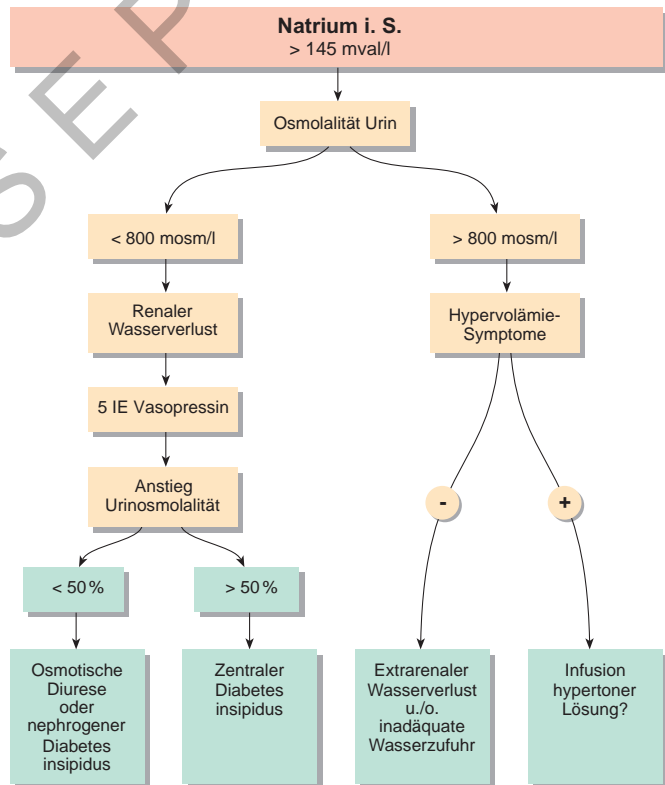 Natrium i. S.
> 145 mval/l
Osmolalität Urin
< 800 mosm/l
> 800 mosm/l
Renaler
Wasserverlust
Hypervolämie-
Symptome
5 IE Vasopressin
Anstieg
Urinosmolalität
-
+
< 50 %
> 50 %
Osmotische
Diurese
oder
nephrogener
Diabetes
insipidus
Zentraler
Diabetes
insipidus
Extrarenaler
Wasserverlust
u./o.
inadäquate
Wasserzufuhr
Infusion
hypertoner
Lösung?
S E P